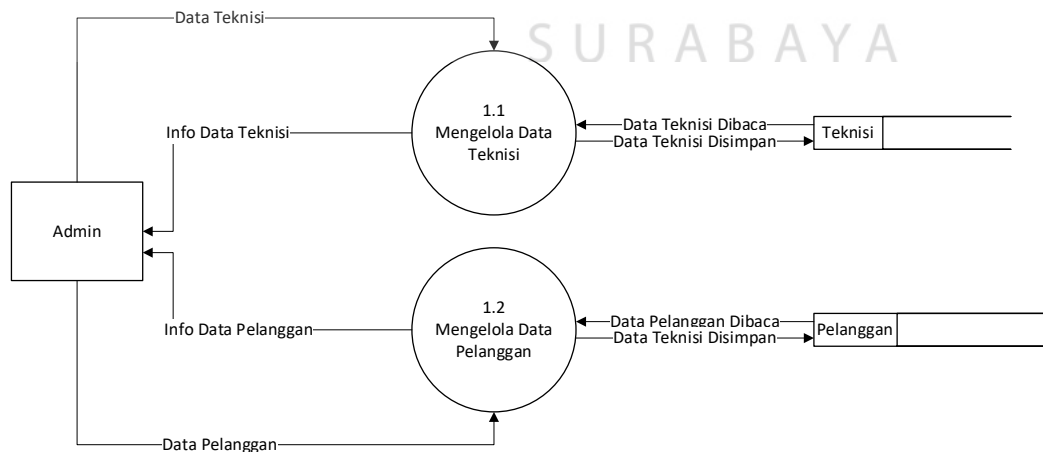 Data Teknisi
SURABAYA
1.1
Mengelola Data
Teknisi
Info Data Teknisi
Data Teknisi Dibaca
Data Teknisi Disimpan
Teknisi
Admin
1.2
Mengelola Data
Pelanggan
Info Data Pelanggan
Data Pelanggan Dibaca
Data Teknisi Disimpan
Pelanggan
Data Pelanggan